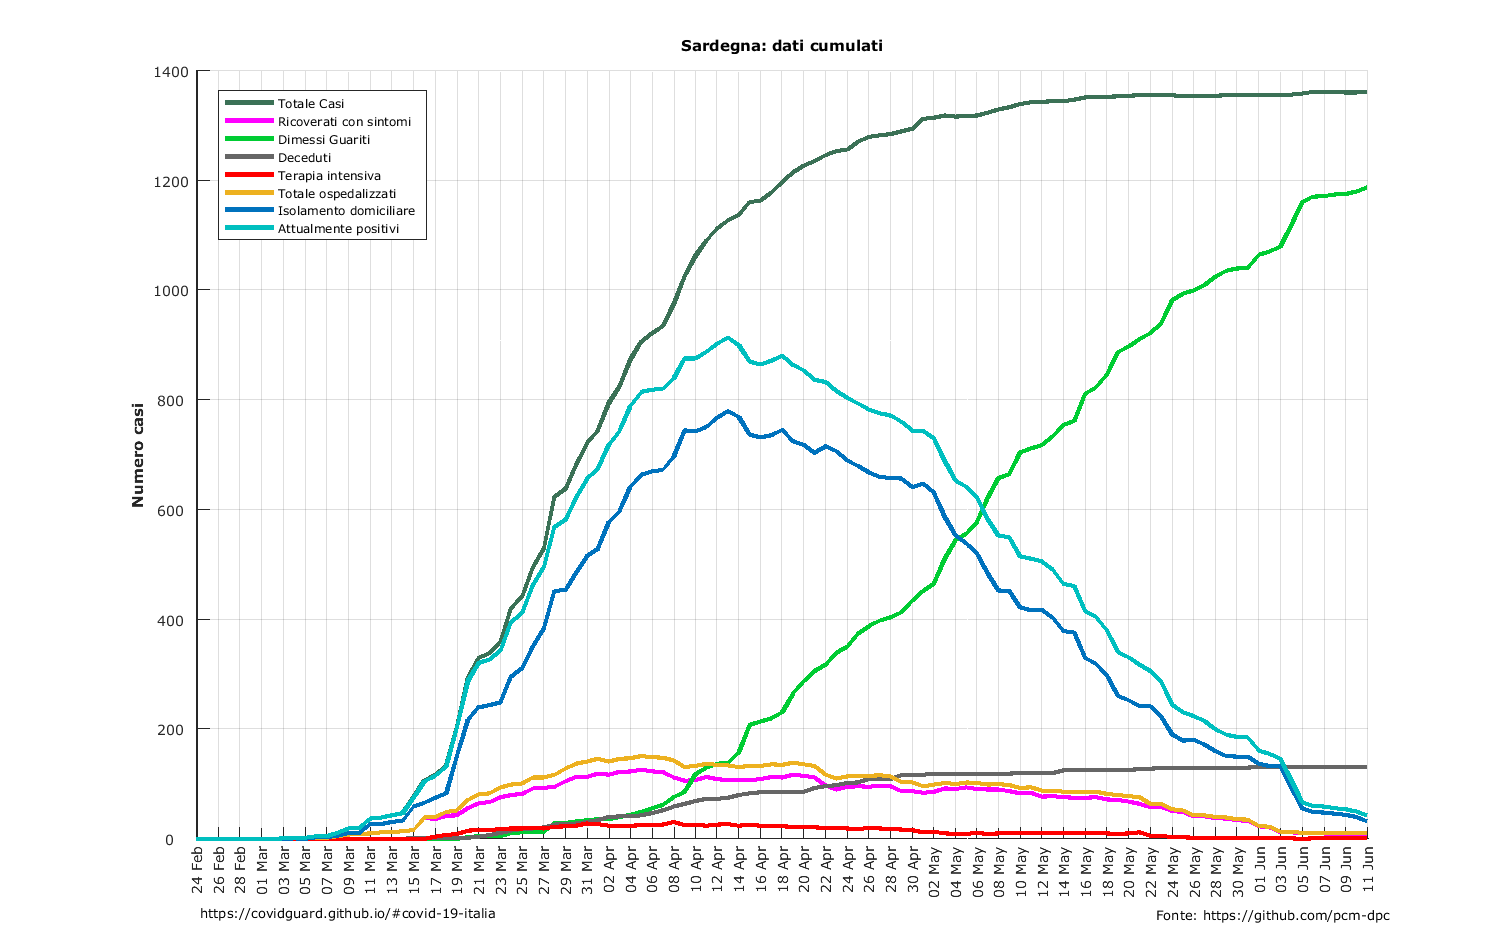 Sardegna: dati cumulati
Numero casi
1400
1200
1000
800
600
400
200
0
Totale Casi
Ricoverati con sintomi
Dimessi Guariti
Deceduti
Terapia intensiva
Totale ospedalizzati
Isolamento domiciliare
Attualmente positivi
24 Feb
26 Feb
28 Feb
01 Mar
03 Mar
05 Mar
07 Mar
09 Mar
11 Mar
13 Mar
15 Mar
17 Mar
19 Mar
21 Mar
23 Mar
25 Mar
27 Mar
29 Mar
31 Mar
02 Apr
04 Apr
06 Apr
08 Apr
10 Apr
12 Apr
14 Apr
16 Apr
18 Apr
20 Apr
22 Apr
24 Apr
26 Apr
28 Apr
30 Apr
02 May
04 May
06 May
08 May
10 May
12 May
14 May
16 May
18 May
20 May
22 May
24 May
26 May
28 May
30 May
01 Jun
03 Jun
05 Jun
07 Jun
09 Jun
11 Jun
https://covidguard.github.io/#covid-19-italia
Fonte: https://github.com/pcm-dpc